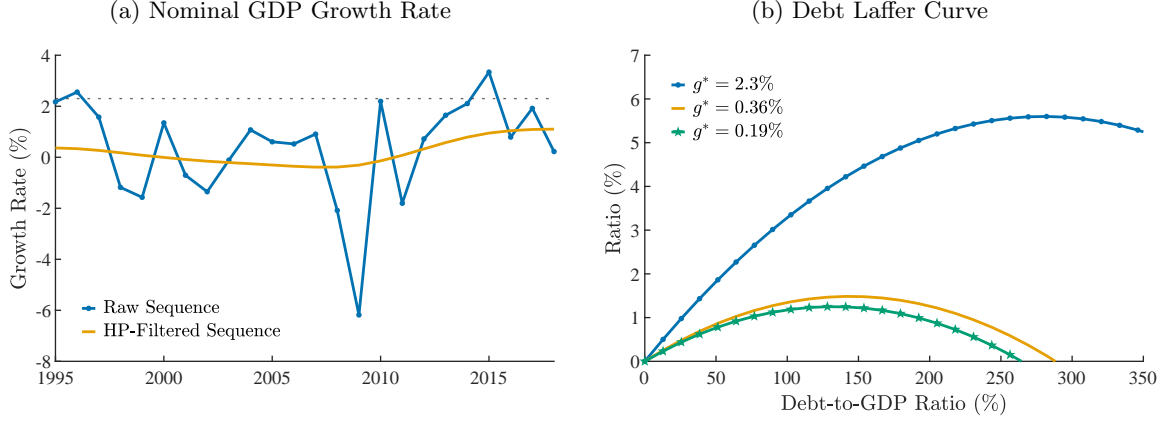 (a) Nominal GDP Growth Rate
4
2
0
-2
-4
-6
-8
Growth Rate (%)
Raw Sequence
HP-Filtered Sequence
1995 2000 2005 2010 2015
(b) Debt Laffer Curve
7
6
5
4
3
2
1
0
Ratio (%)
g* = 2.3%
g* = 0.36%
g* = 0.19%
0 50 100 150 200 250 300 350
Debt-to-GDP Ratio (%)